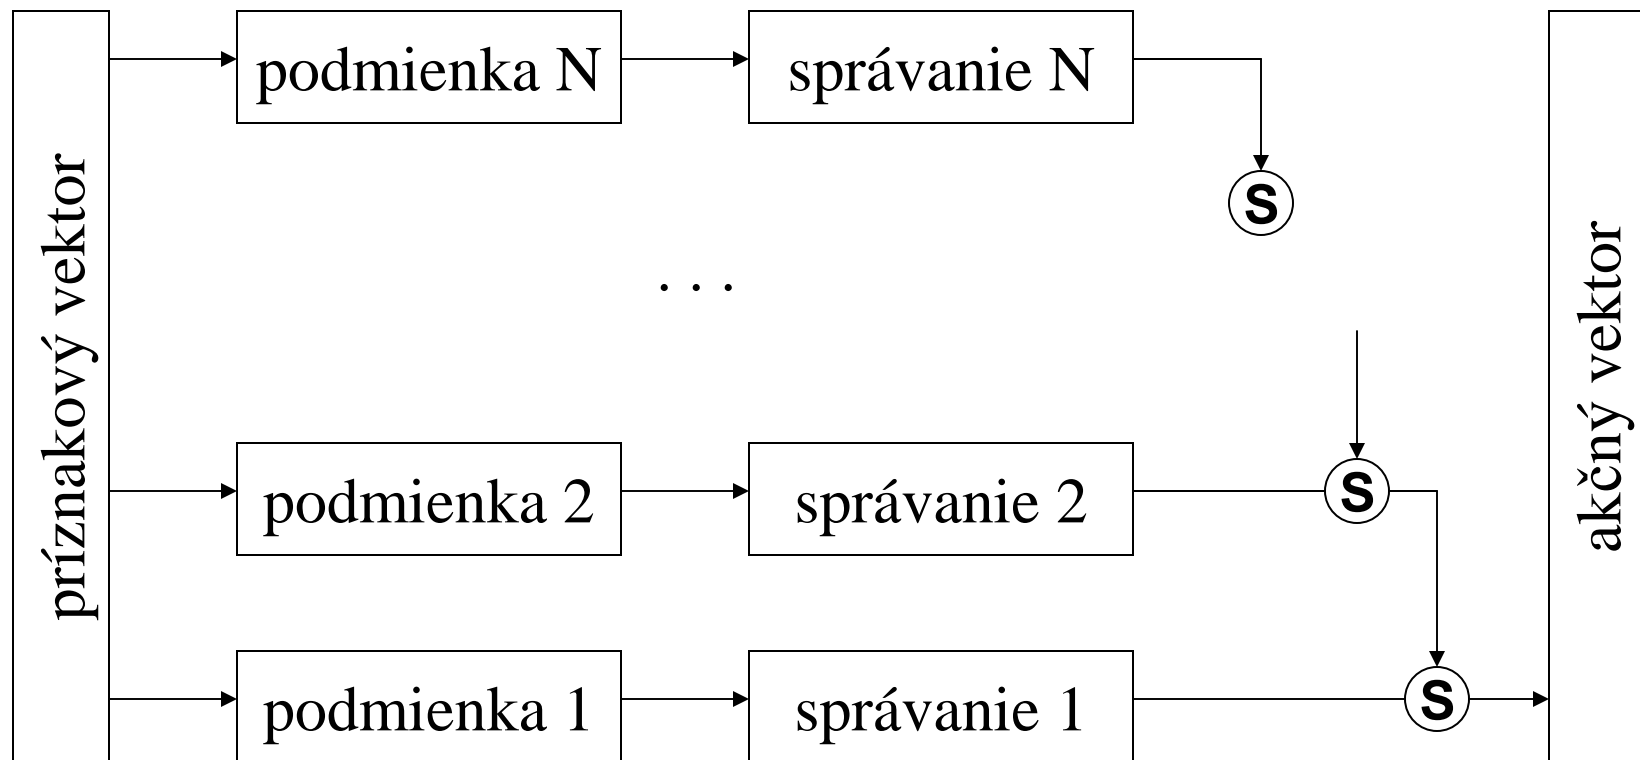 príznakový vektor
podmienka N
správanie N
S
. . .
podmienka 2
správanie 2
S
podmienka 1
správanie 1
S
akčný vektor